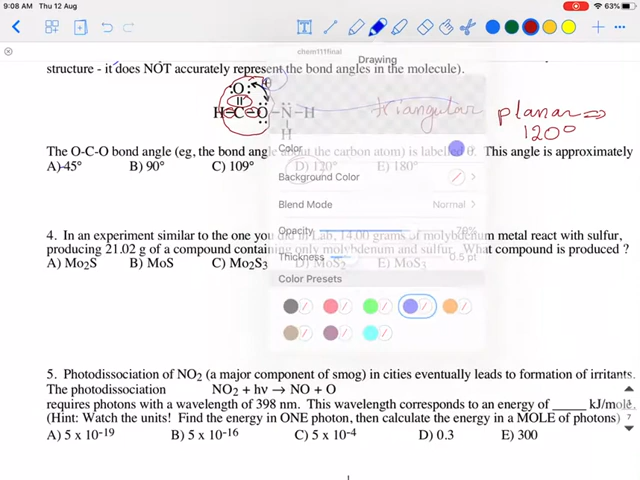 9:08 AM Thu Aug 12
63%
chem111final
structure - it does NOT accurately represent the bond angles in the molecule).
Drawing
:O:
H C O N H
H
triangular planar ⇒
120°
The O-C-O bond angle (eg, the bond angle about the carbon atom) is labelled θ. This angle is approximately
A) 45° B) 90° C) 109° D) 120° E) 180°
Color
Background Color
Blend Mode Normal
Opacity 70%
Thickness 0.5 pt
Color Presets
4. In an experiment similar to the one you did in Lab, 14.00 grams of molybdenum metal react with sulfur,
producing 21.02 g of a compound containing only molybdenum and sulfur. What compound is produced ?
A) Mo2S B) MoS C) Mo2S3 D) MoS2 E) MoS3
5. Photodissociation of NO2 (a major component of smog) in cities eventually leads to formation of irritants.
The photodissociation NO2 + hν → NO + O
requires photons with a wavelength of 398 nm. This wavelength corresponds to an energy of _____ kJ/mole.
(Hint: Watch the units! Find the energy in ONE photon, then calculate the energy in a MOLE of photons)
7
A) 5 x 10-19 B) 5 x 10-16 C) 5 x 10-4 D) 0.3 E) 300